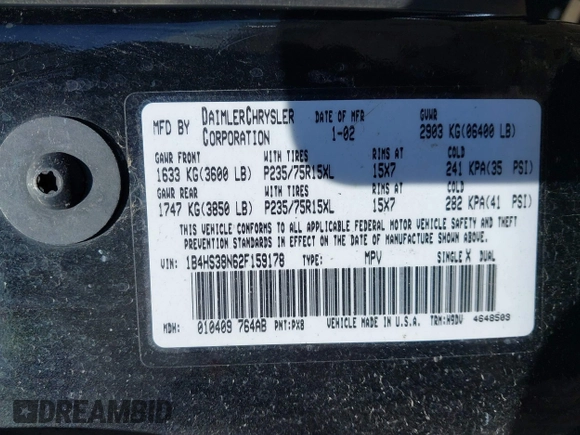 MFD BY DAIMLERCHRYSLER CORPORATION DATE OF MFR 1-02 GVWR 2903 KG(06400 LB)
GAWR FRONT WITH TIRES RIMS AT COLD
1633 KG(3600 LB) P235/75R15XL 15X7 241 KPA(35 PSI)
GAWR REAR WITH TIRES RIMS AT COLD
1747 KG(3850 LB) P235/75R15XL 15X7 282 KPA(41 PSI)
THIS VEHICLE CONFORMS TO ALL APPLICABLE FEDERAL MOTOR VEHICLE SAFETY AND THEFT
PREVENTION STANDARDS IN EFFECT ON THE DATE OF MANUFACTURE SHOWN ABOVE.
VIN: 1B4HS38N62F159178 TYPE: MPV SINGLE X DUAL
MDH: 010409 764AB PNT:PX8 VEHICLE MADE IN U.S.A. TRM:H9DV 4648503
DREAMBID